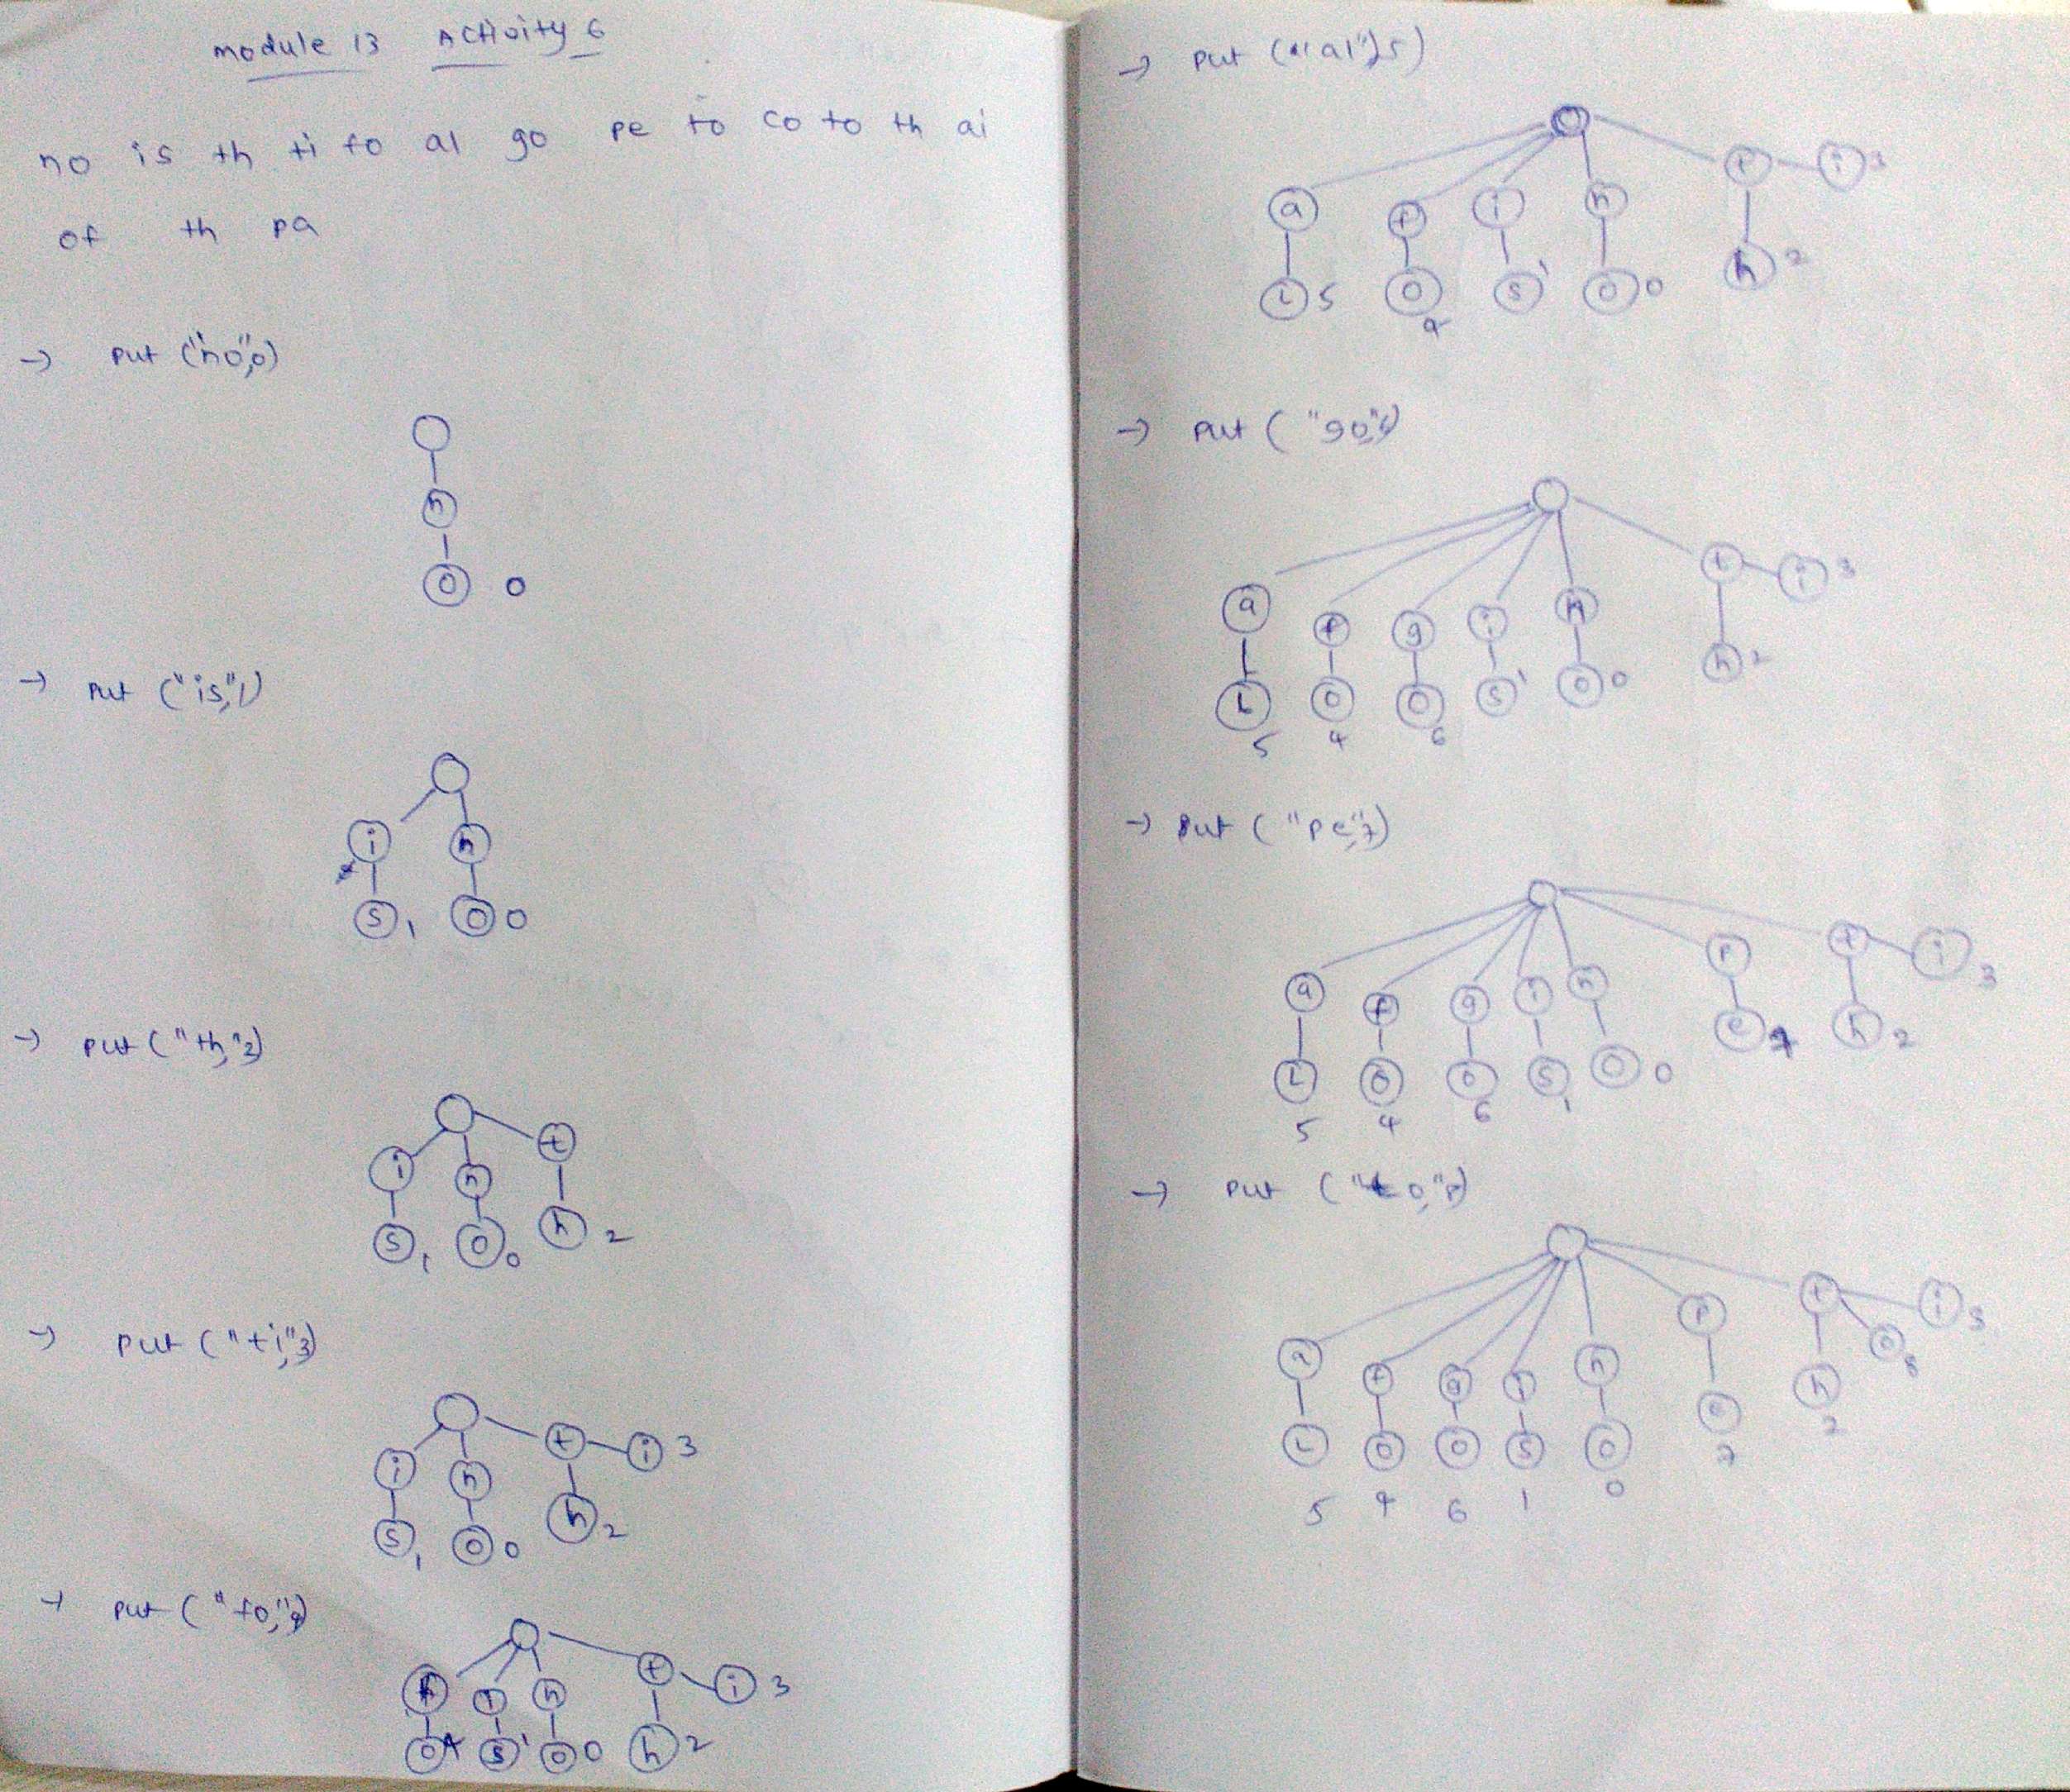 module 13 Activity 6
no is th ti fo al go pe to co to th ai
of th pa
→ put ("no",0)
n
o 0
→ put ("is",1)
i n
s 1 o 0
→ put ("th,"2)
i n t
s 1 o 0 h 2
→ put ("ti",3)
i n t i 3
s 1 o 0 h 2
→ put ("fo,"4)
f i n t i 3
o 4 s 1 o 0 h 2
→ put ("al",5)
a f i n t i 3
L 5 o 4 s 1 o 0 h 2
→ put ("go",6)
a f g i n t i 3
L o o s 1 o 0 h 2
5 4 6
→ put ("pe",7)
a f g i n p t i 3
L o o s o 0 e 7 h 2
5 4 6 1
→ put ("to,"8)
a f g i n p t i 3
o 8
L o o s o e h
5 4 6 1 0 7 2